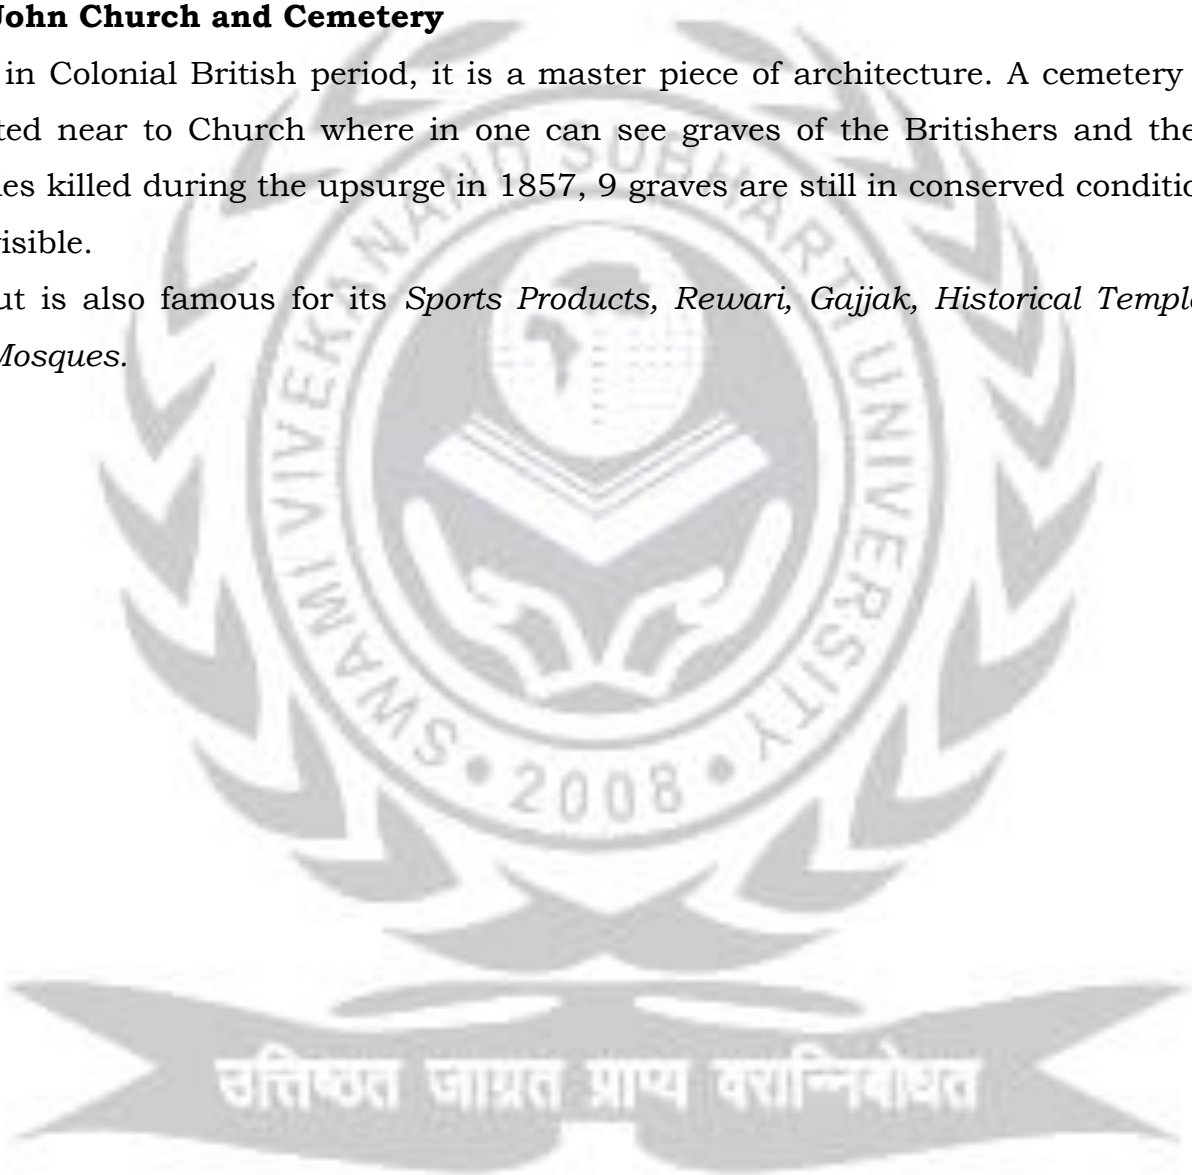 John Church and Cemetery
in Colonial British period, it is a master piece of architecture. A cemetery
ted near to Church where in one can see graves of the Britishers and the
es killed during the upsurge in 1857, 9 graves are still in conserved conditio
isible.
ut is also famous for its Sports Products, Rewari, Gajjak, Historical Templ
Mosques.
SWAMI VIVEKANAND SUBHARTI UNIVERSITY
• 2008 •
उत्तिष्ठत जाग्रत प्राप्य वरान्निबोधत